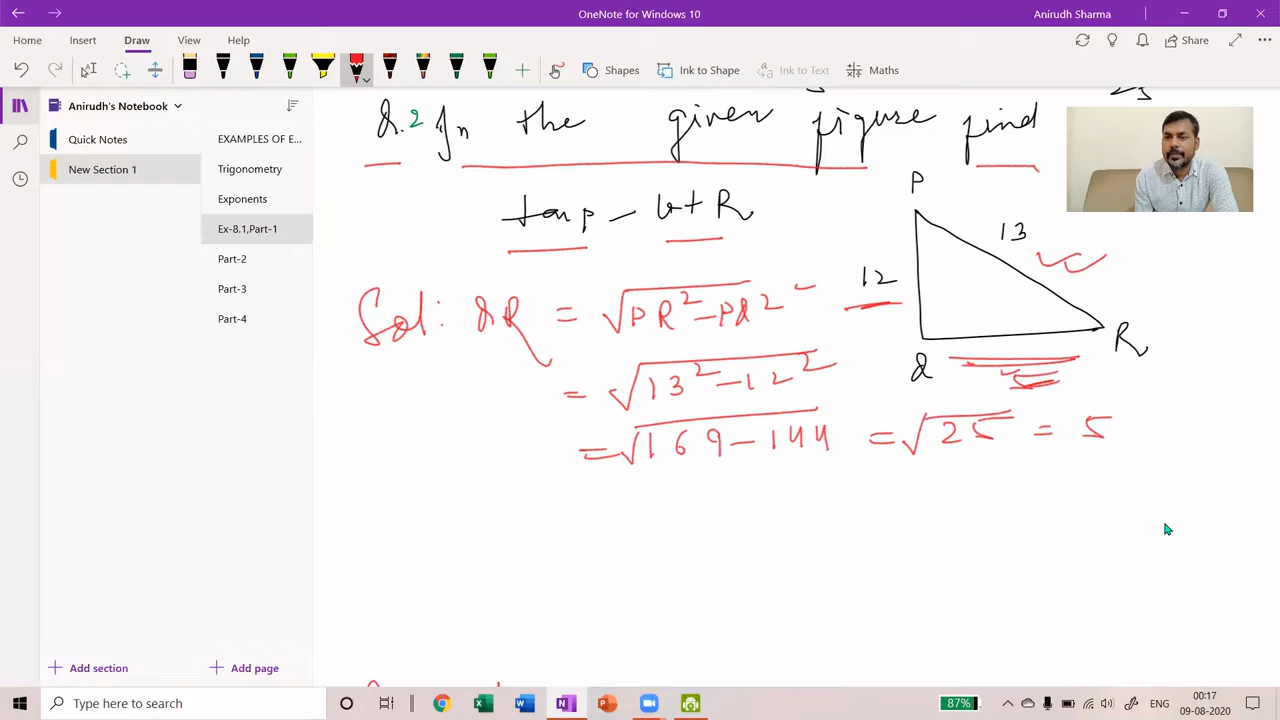 OneNote for Windows 10
Anirudh Sharma
Home Insert Draw View Help
Share
Shapes Ink to Shape Ink to Text Maths
Anirudh's Notebook
Quick Notes
New Section 1
EXAMPLES OF E...
Trigonometry
Exponents
Ex-8.1,Part-1
Part-2
Part-3
Part-4
Q.2 In the given figure find
tan P – cot R
P
13
12
Q
R
Sol: QR = √PR² – PQ²
= √13² – 12²
= √169 – 144 = √25 = 5
Add section
Add page
Type here to search
87%
ENG
00:17
09-08-2020